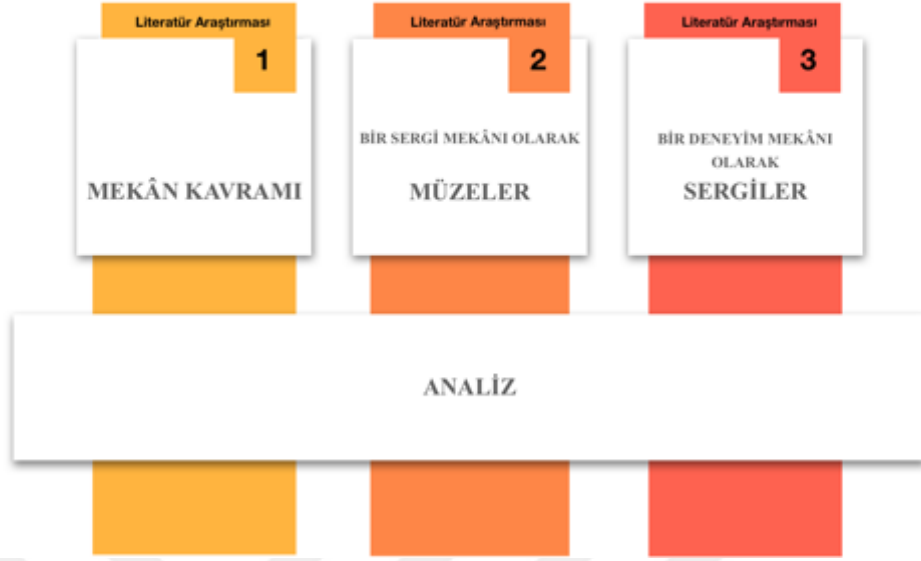 Literatür Araştırması
1
MEKÂN KAVRAMI
Literatür Araştırması
2
BİR SERGİ MEKÂNI OLARAK
MÜZELER
Literatür Araştırması
3
BİR DENEYİM MEKÂNI
OLARAK
SERGİLER
ANALİZ